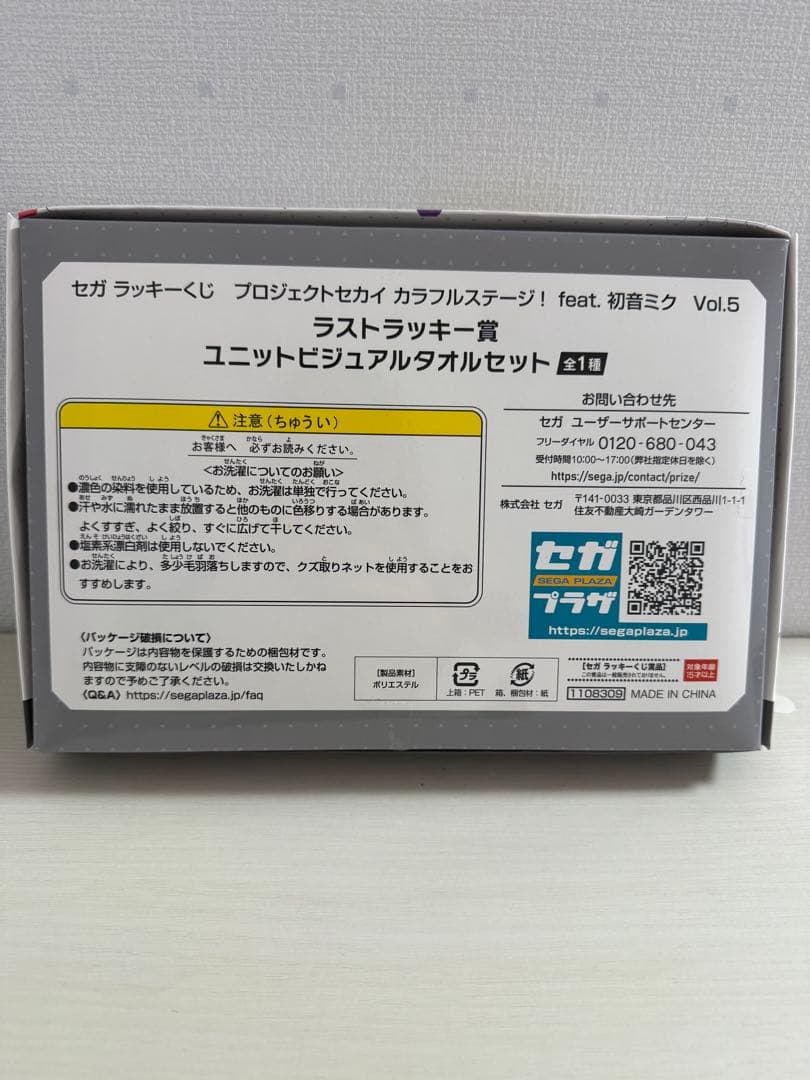 セガ ラッキーくじ プロジェクトセカイ カラフルステージ! feat. 初音ミク Vol.5
ラストラッキー賞
ユニットビジュアルタオルセット 全1種
⚠注意(ちゅうい)
お客様へ 必ずお読みください。
<お洗濯についてのお願い>
●濃色の染料を使用しているため、お洗濯は単独で行ってください。
●汗や水に濡れたまま放置すると他のものに色移りする場合があります。
よくすすぎ、よく絞り、すぐに広げて干してください。
●塩素系漂白剤は使用しないでください。
●お洗濯により、多少毛羽落ちしますので、クズ取りネットを使用することをお
すすめします。
お問い合わせ先
セガ ユーザーサポートセンター
フリーダイヤル 0120-680-043
受付時間10:00~17:00(弊社指定休日を除く)
https://sega.jp/contact/prize/
株式会社 セガ 〒141-0033 東京都品川区西品川1-1-1
住友不動産大崎ガーデンタワー
セガ
SEGA PLAZA
プラザ
https://segaplaza.jp
〈パッケージ破損について〉
パッケージは内容物を保護するための梱包材です。
内容物に支障のないレベルの破損は交換いたしかね
ますので予めご了承ください。
〈Q&A〉https://segaplaza.jp/faq
【製品素材】
ポリエステル
プラ
上箱:PET
紙
箱、梱包材:紙
【セガ ラッキーくじ賞品】
この賞品は一般販売されておりません。
対象年齢
15才以上
1108309 MADE IN CHINA